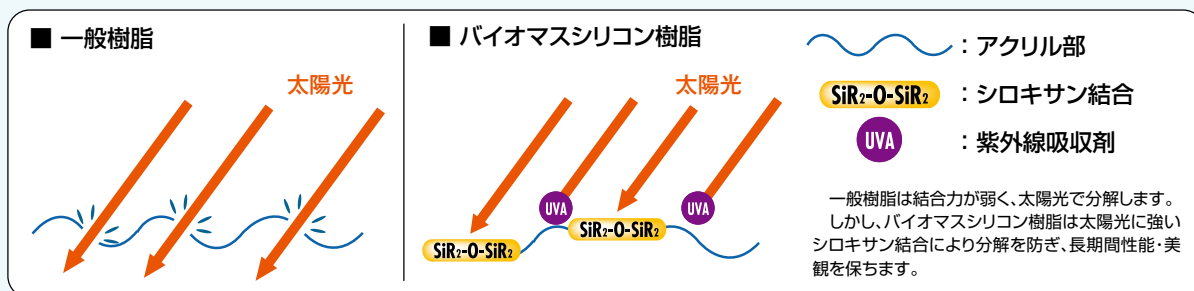 ■ 一般樹脂
太陽光
■ バイオマスシリコン樹脂
太陽光
UVA
UVA
SiR₂-O-SiR₂
SiR₂-O-SiR₂
：アクリル部
SiR₂-O-SiR₂ ：シロキサン結合
UVA ：紫外線吸収剤
一般樹脂は結合力が弱く、太陽光で分解します。
しかし、バイオマスシリコン樹脂は太陽光に強い
シロキサン結合により分解を防ぎ、長期間性能・美
観を保ちます。